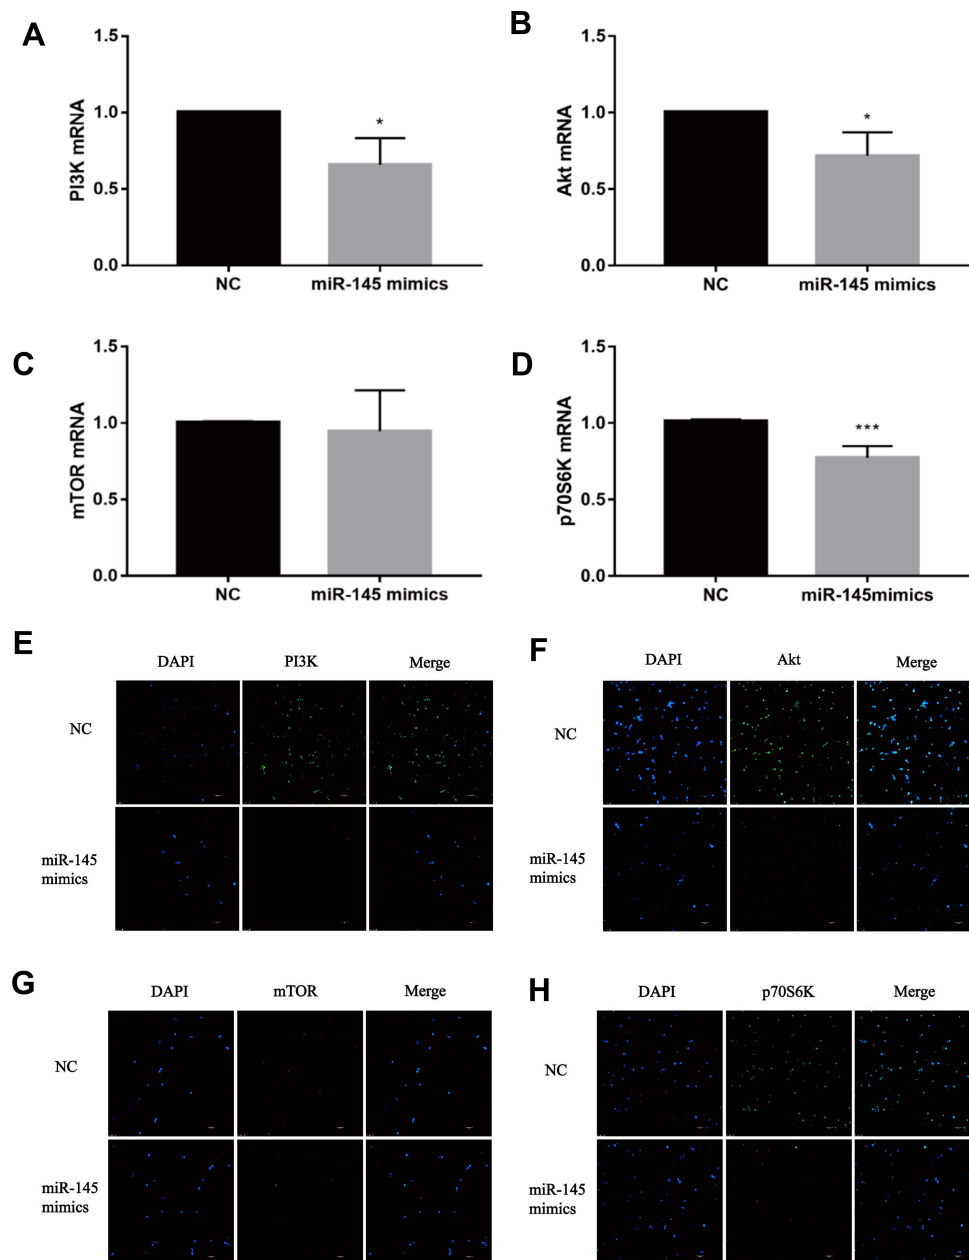 A
PI3K mRNA
1.5
1.0
0.5
0.0
*
NC
miR-145 mimics
B
Akt mRNA
1.5
1.0
0.5
0.0
*
NC
miR-145 mimics
C
mTOR mRNA
1.5
1.0
0.5
0.0
NC
miR-145 mimics
D
p70S6K mRNA
1.5
1.0
0.5
0.0
***
NC
miR-145mimics
E
DAPI
PI3K
Merge
NC
miR-145
mimics
F
DAPI
Akt
Merge
NC
miR-145
mimics
G
DAPI
mTOR
Merge
NC
miR-145
mimics
H
DAPI
p70S6K
Merge
NC
miR-145
mimics